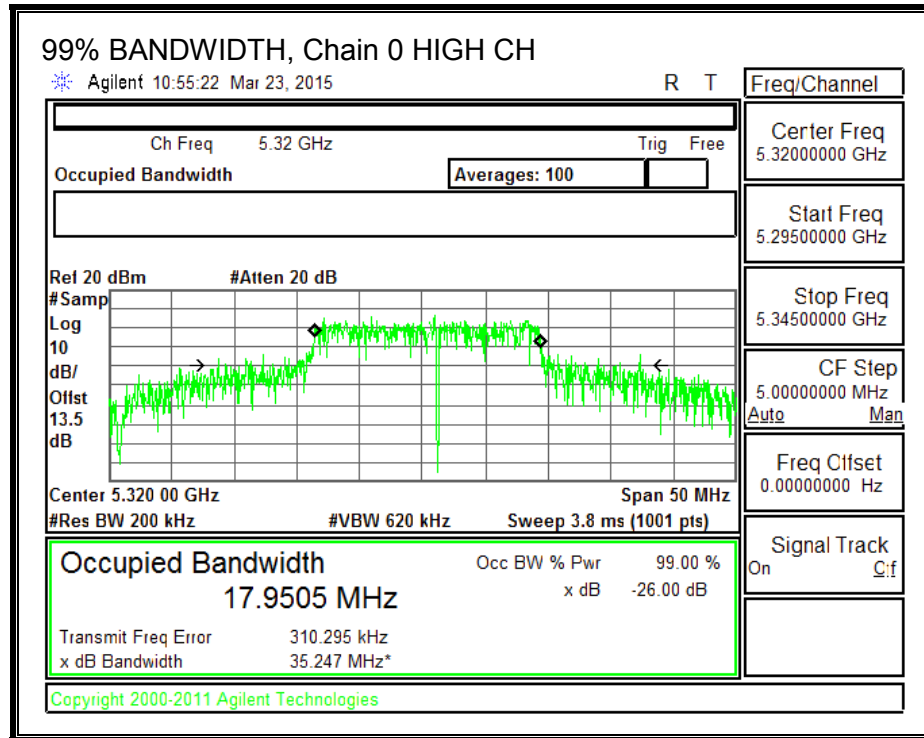 99% BANDWIDTH, Chain 0 HIGH CH
Agilent 10:55:22 Mar 23, 2015 R T
Freq/Channel
Ch Freq 5.32 GHz Trig Free
Occupied Bandwidth Averages: 100
Center Freq
5.32000000 GHz
Start Freq
5.29500000 GHz
Stop Freq
5.34500000 GHz
CF Step
5.00000000 MHz
Auto Man
Freq Offset
0.00000000 Hz
Signal Track
On Off
Ref 20 dBm #Atten 20 dB
#Samp
Log
10
dB/
Offst
13.5
dB
Center 5.320 00 GHz Span 50 MHz
#Res BW 200 kHz #VBW 620 kHz Sweep 3.8 ms (1001 pts)
Occupied Bandwidth
17.9505 MHz
Occ BW % Pwr 99.00 %
x dB -26.00 dB
Transmit Freq Error 310.295 kHz
x dB Bandwidth 35.247 MHz*
Copyright 2000-2011 Agilent Technologies